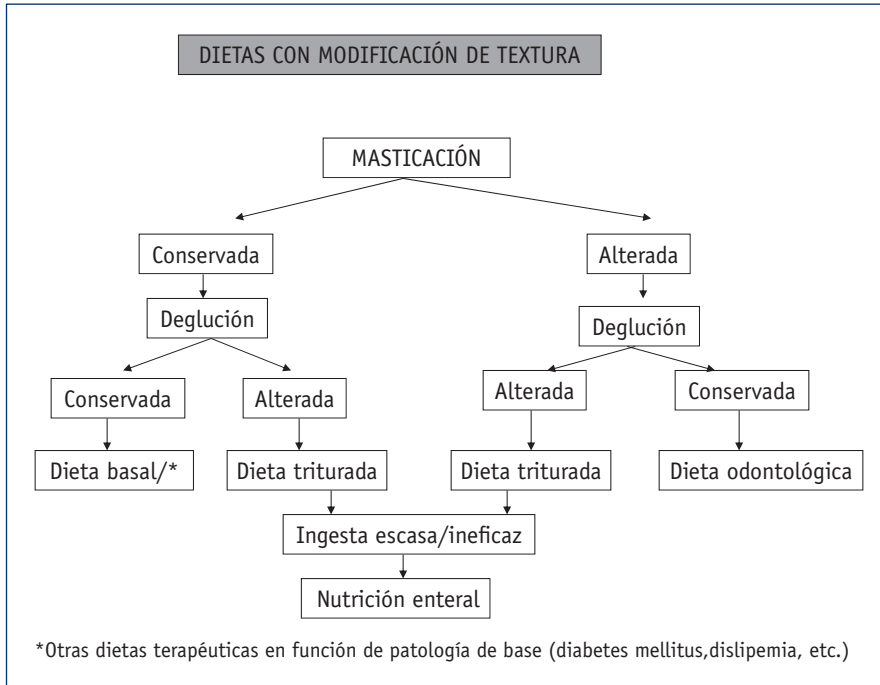 DIETAS CON MODIFICACIÓN DE TEXTURA
MASTICACIÓN
Conservada
Alterada
Deglución
Deglución
Conservada
Alterada
Alterada
Conservada
Dieta basal/*
Dieta triturada
Dieta triturada
Dieta odontológica
Ingesta escasa/ineficaz
Nutrición enteral
*Otras dietas terapéuticas en función de patología de base (diabetes mellitus,dislipemia, etc.)